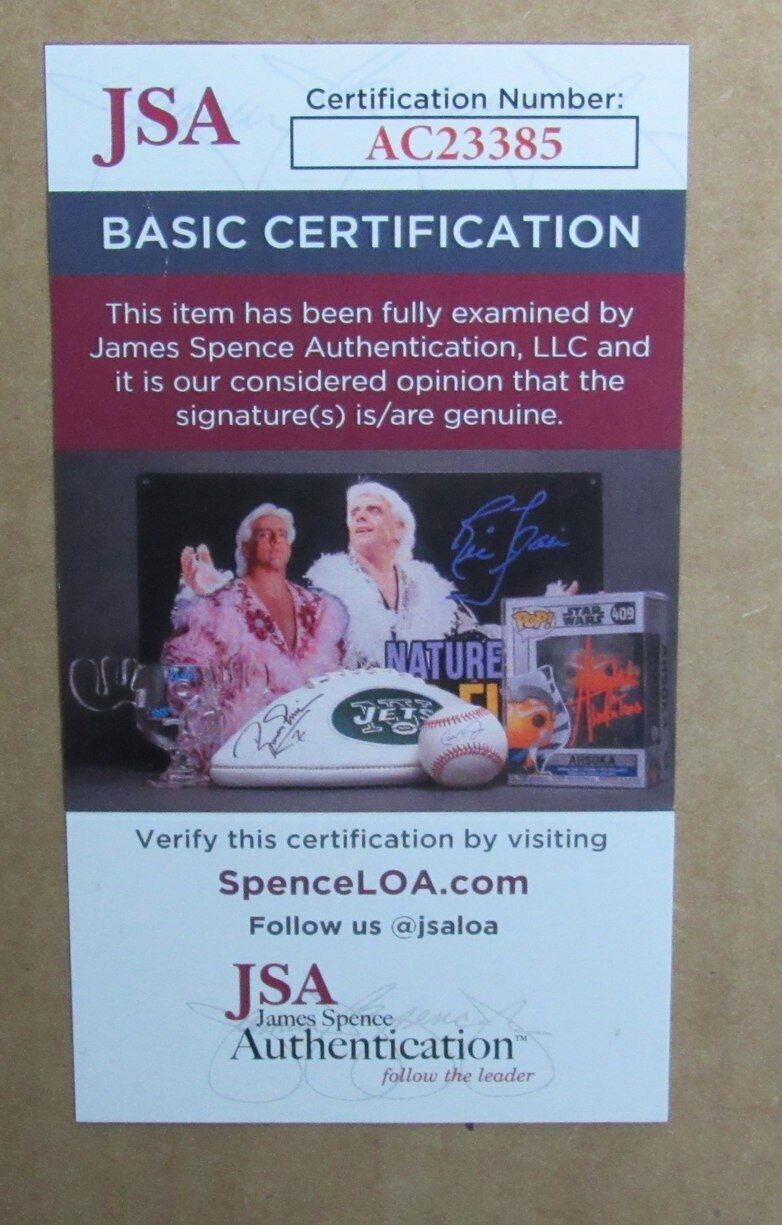 JSA
Certification Number:
AC23385
BASIC CERTIFICATION
This item has been fully examined by
James Spence Authentication, LLC and
it is our considered opinion that the
signature(s) is/are genuine.
NATURE
JETS
POP!
STAR
WARS
409
AHSOKA
Verify this certification by visiting
SpenceLOA.com
Follow us @jsaloa
JSA
James Spence
Authentication™
follow the leader